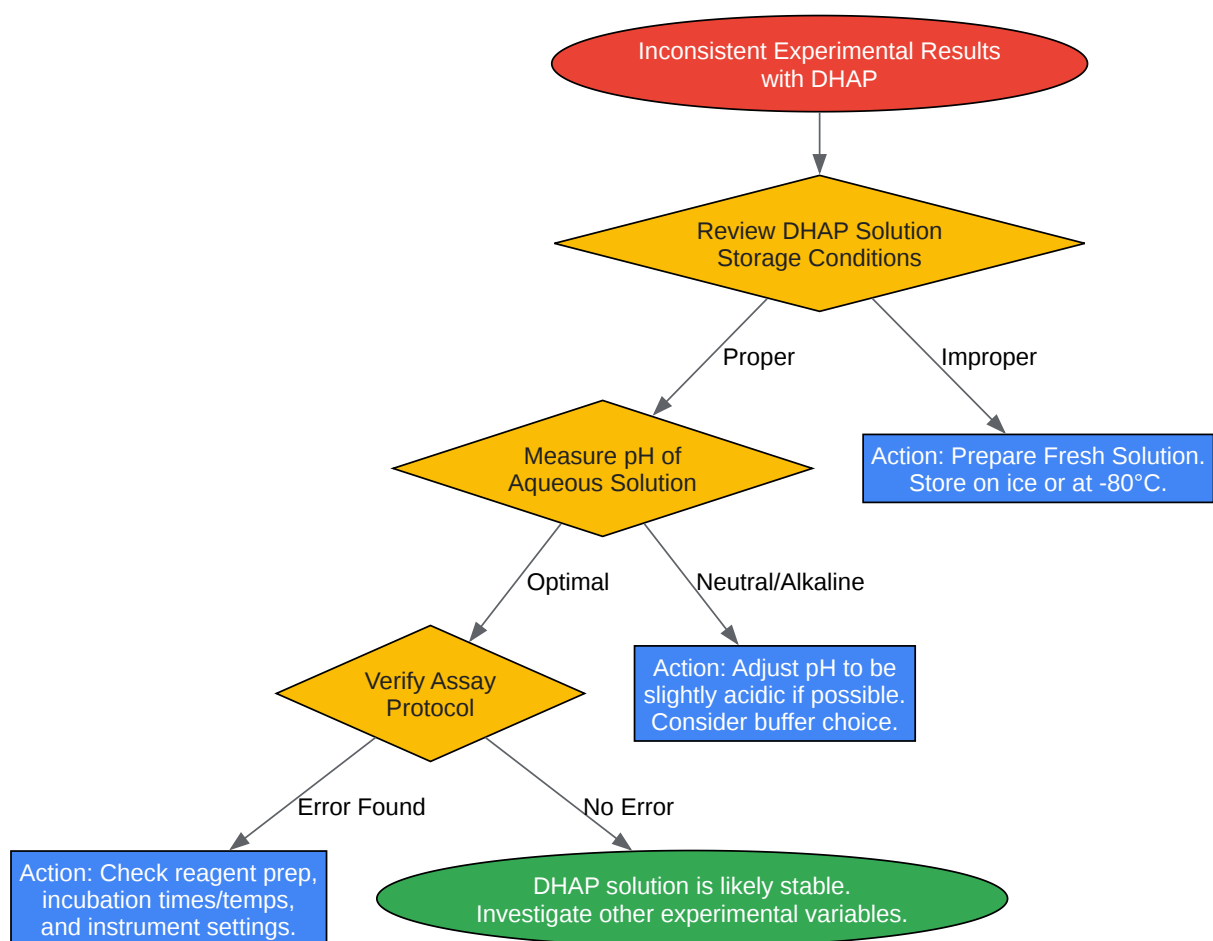 Inconsistent Experimental Results
with DHAP
Review DHAP Solution
Storage Conditions
Proper
Improper
Measure pH of
Aqueous Solution
Action: Prepare Fresh Solution.
Store on ice or at -80°C.
Optimal
Neutral/Alkaline
Verify Assay
Protocol
Action: Adjust pH to be
slightly acidic if possible.
Consider buffer choice.
Error Found
No Error
Action: Check reagent prep,
incubation times/temps,
and instrument settings.
DHAP solution is likely stable.
Investigate other experimental variables.